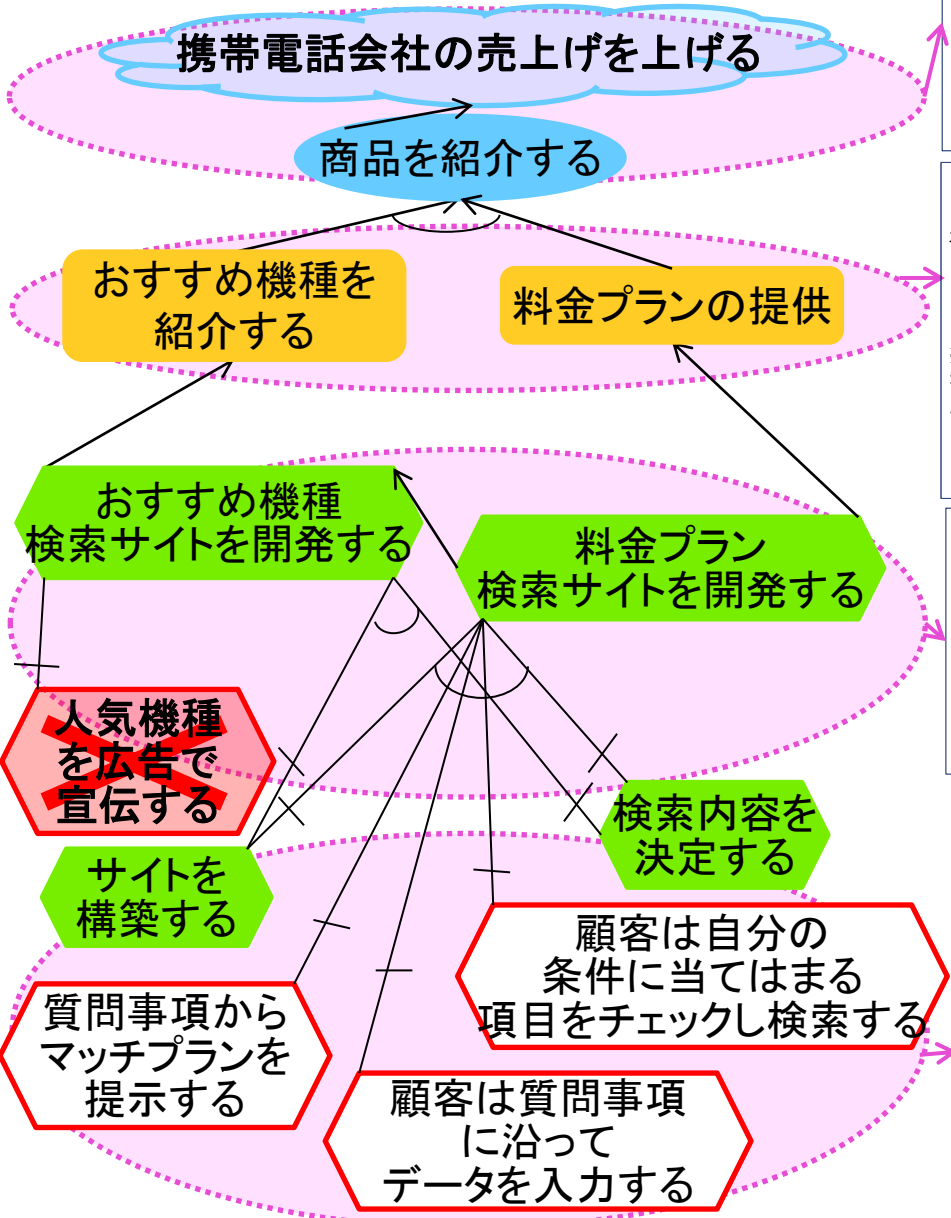 携帯電話会社の売上げを上げる
商品を紹介する
おすすめ機種を
紹介する
料金プランの提供
おすすめ機種
検索サイトを開発する
料金プラン
検索サイトを開発する
人気機種
を広告で
宣伝する
検索内容を
決定する
サイトを
構築する
顧客は自分の
条件に当てはまる
項目をチェックし検索する
質問事項から
マッチプランを
提示する
顧客は質問事項
に沿って
データを入力する